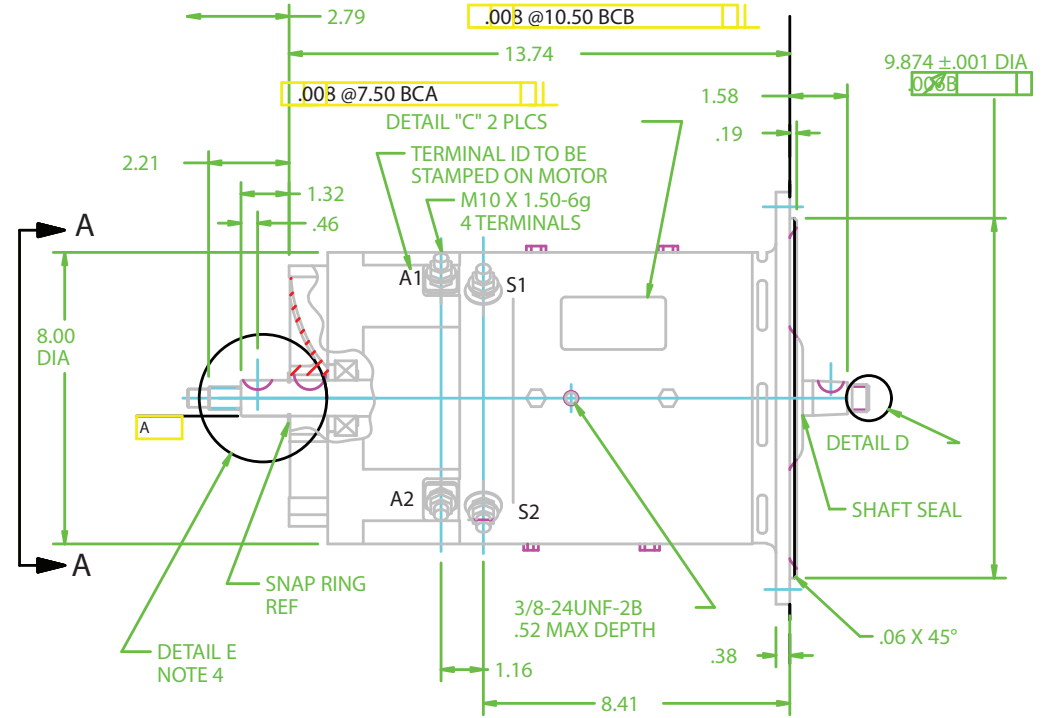 2.79
.008 @10.50 BCB
13.74
9.874 ±.001 DIA
.006B
.008 @7.50 BCA
1.58
DETAIL "C" 2 PLCS
.19
TERMINAL ID TO BE
STAMPED ON MOTOR
2.21
1.32
M10 X 1.50-6g
4 TERMINALS
.46
A
A1
S1
8.00
DIA
A
DETAIL D
A2
S2
SHAFT SEAL
A
SNAP RING
REF
3/8-24UNF-2B
.52 MAX DEPTH
.06 X 45°
DETAIL E
NOTE 4
.38
1.16
8.41